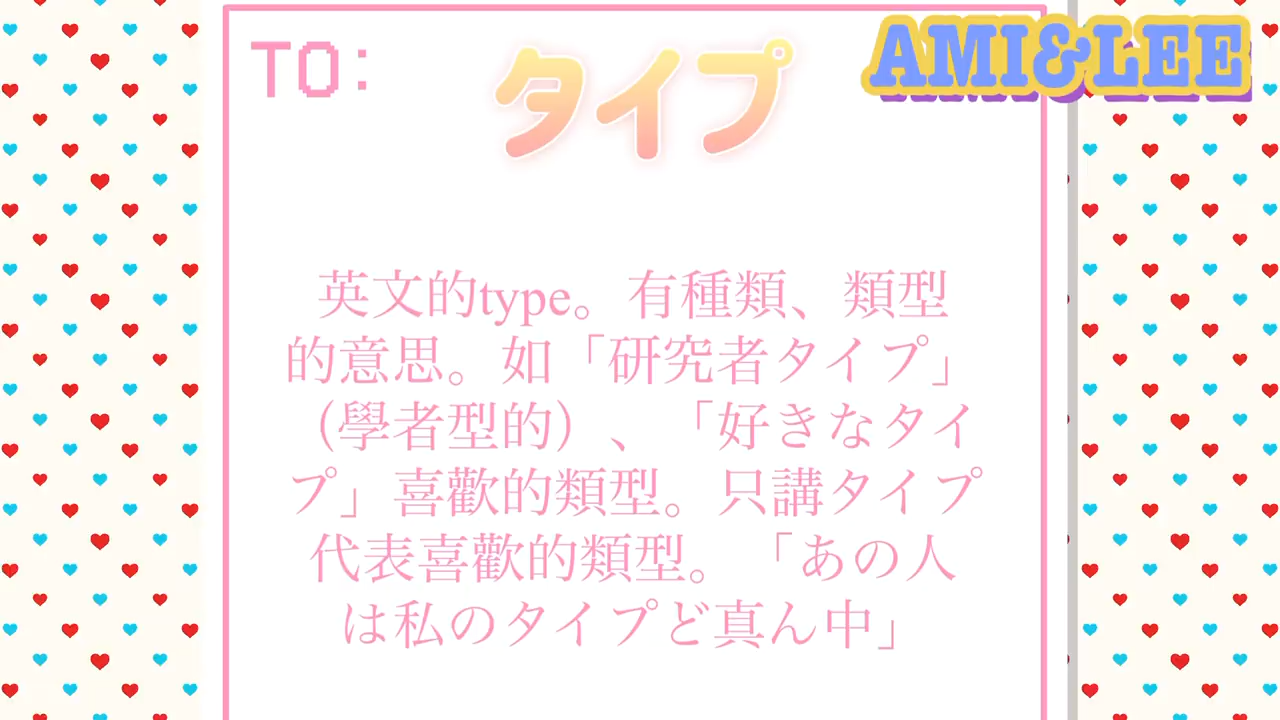 TO:
タイプ
AMI&LEE
英文的type。有種類、類型
的意思。如「研究者タイプ」
（學者型的）、「好きなタイ
プ」喜歡的類型。只講タイプ
代表喜歡的類型。「あの人
は私のタイプど真ん中」